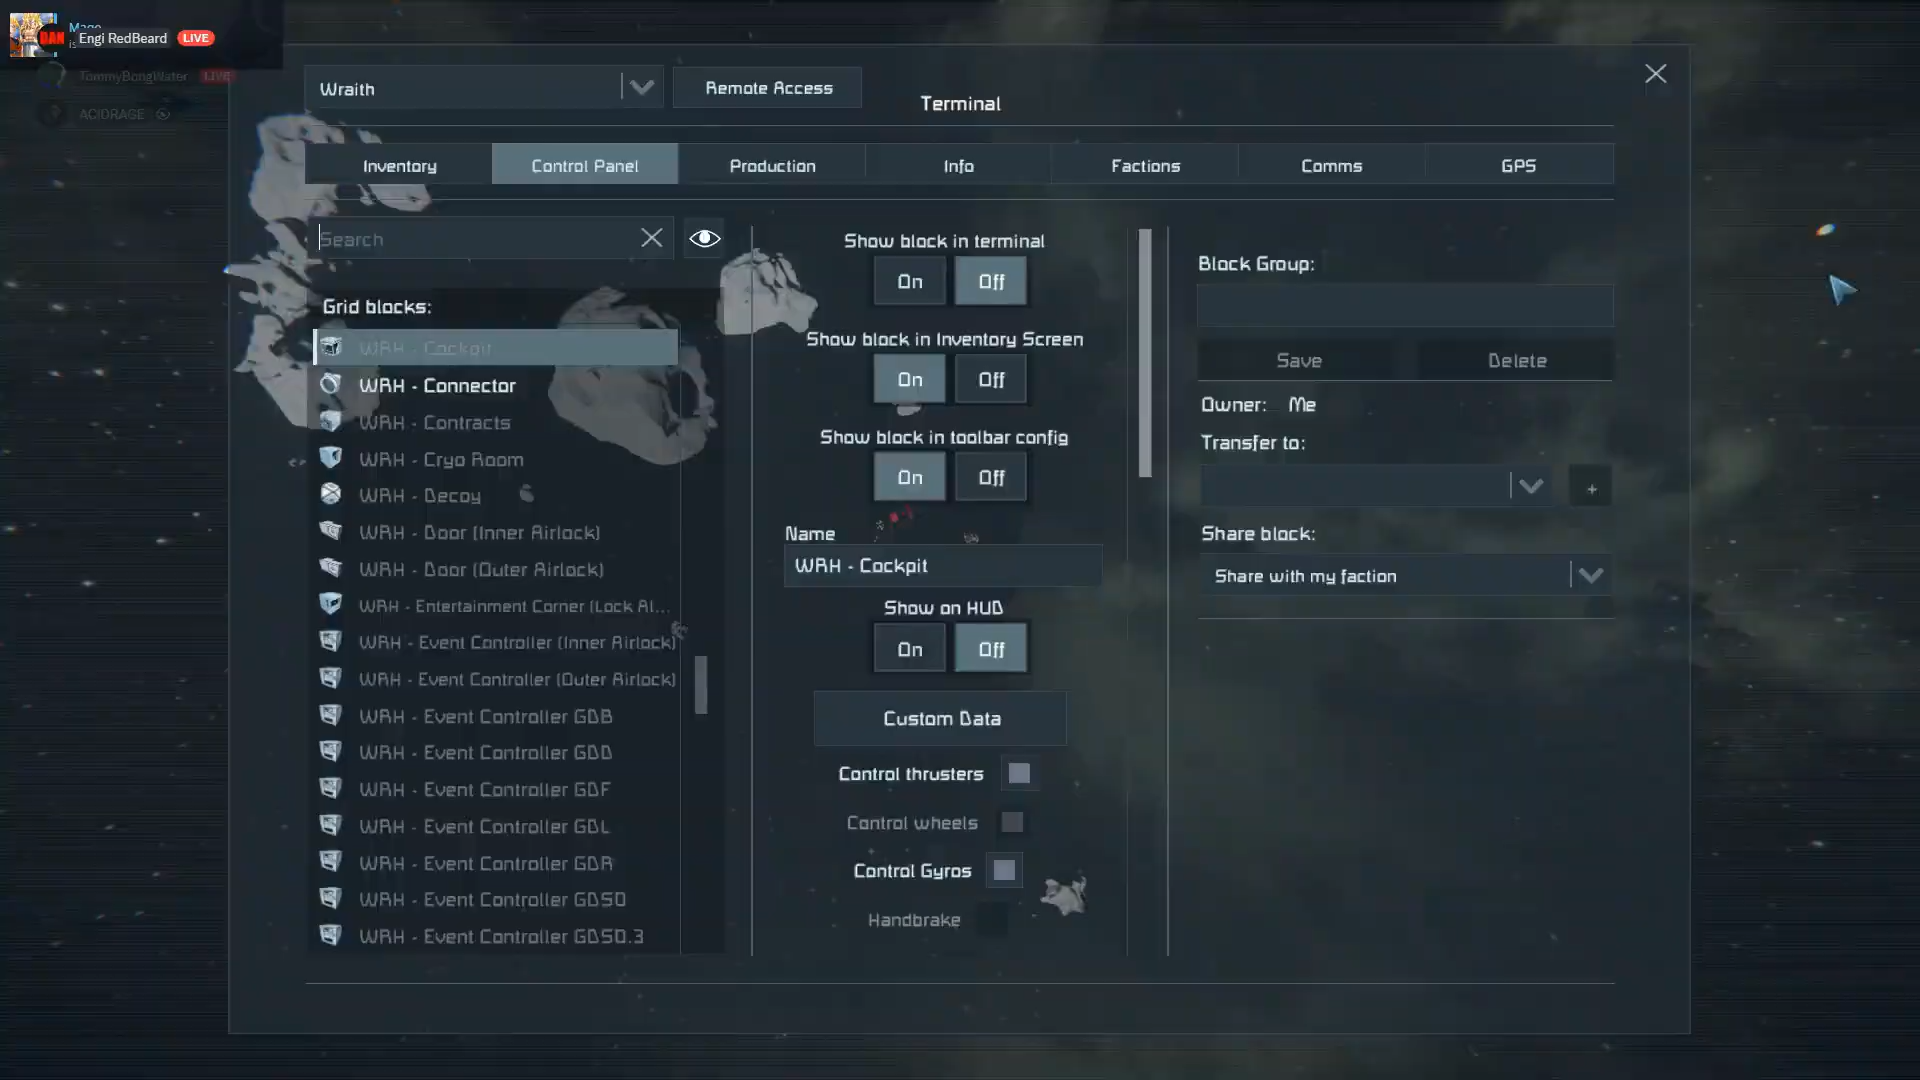 Engi RedBeard LIVE
TommyBongWater LIVE
ACIDRAGE
Wraith
Remote Access
Terminal
Inventory
Control Panel
Production
Info
Factions
Comms
GPS
Search
Grid blocks:
WRH - Cockpit
WRH - Connector
WRH - Contracts
WRH - Cryo Room
WRH - Decoy
WRH - Door (Inner Airlock)
WRH - Door (Outer Airlock)
WRH - Entertainment Corner (Lock Al...
WRH - Event Controller (Inner Airlock)
WRH - Event Controller (Outer Airlock)
WRH - Event Controller GDB
WRH - Event Controller GDD
WRH - Event Controller GDF
WRH - Event Controller GDL
WRH - Event Controller GDR
WRH - Event Controller GDSD
WRH - Event Controller GDSD.3
Show block in terminal
On Off
Show block in Inventory Screen
On Off
Show block in toolbar config
On Off
Name
WRH - Cockpit
Show on HUD
On Off
Custom Data
Control thrusters
Control wheels
Control Gyros
Handbrake
Block Group:
Save
Delete
Owner: Me
Transfer to:
+
Share block:
Share with my faction